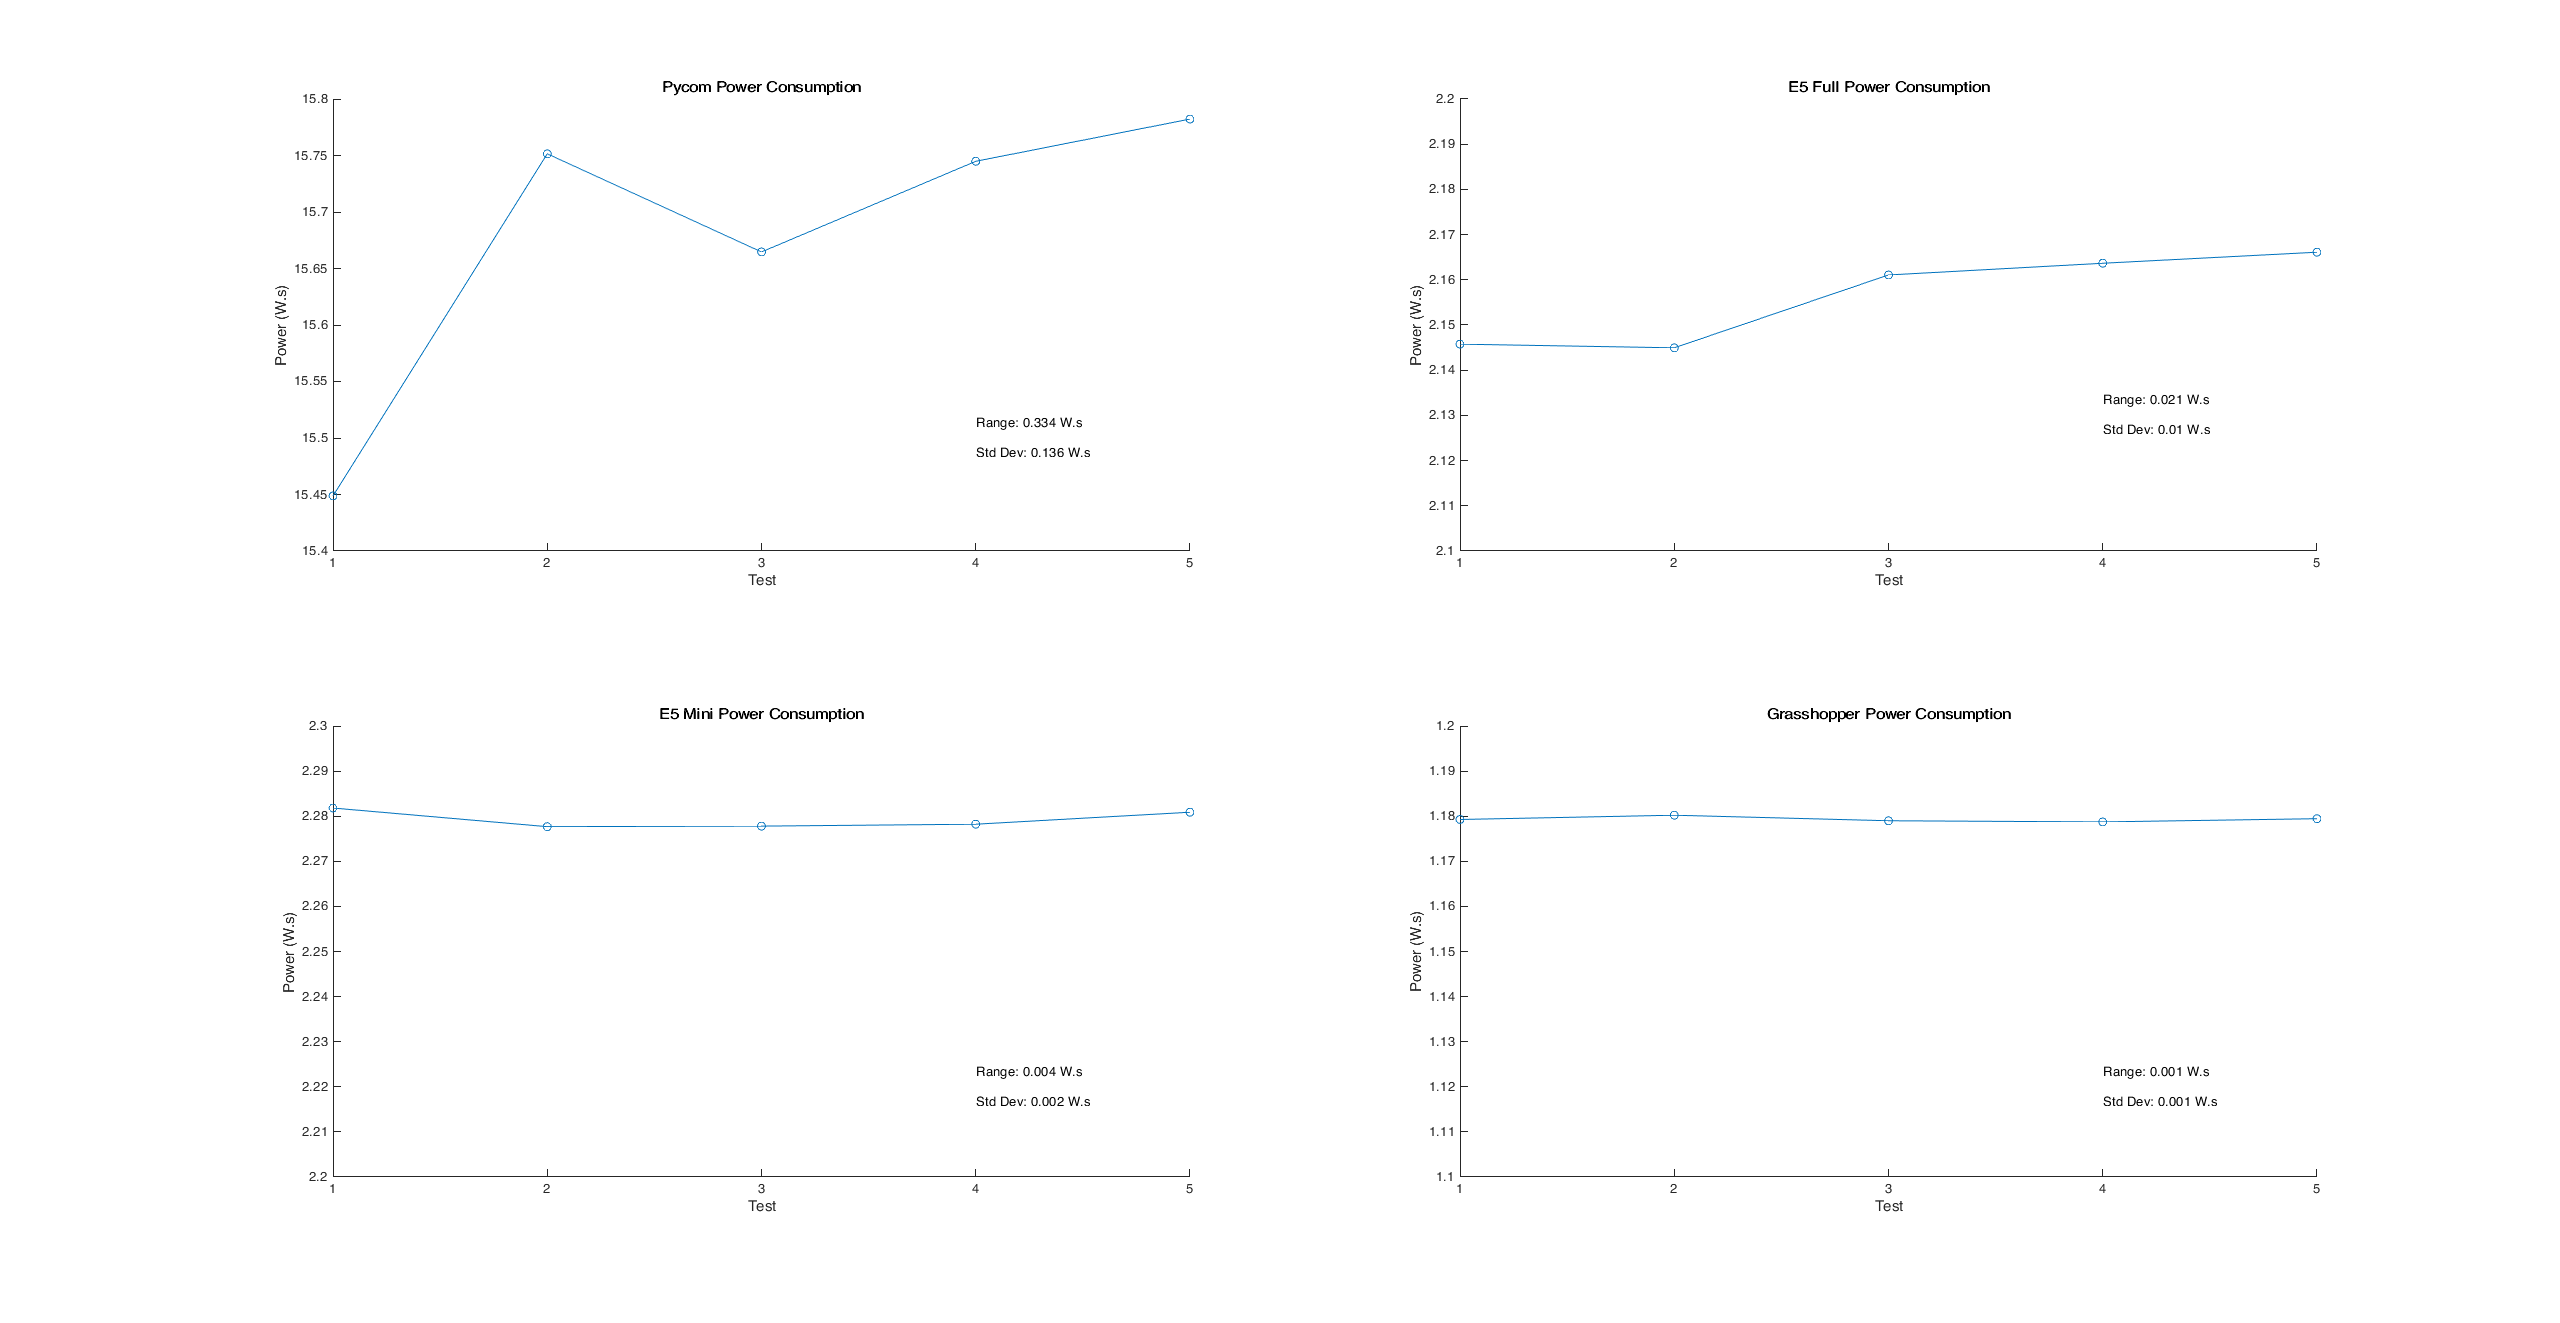 Pycom Power Consumption
15.8
15.75
15.7
15.65
15.6
15.55
15.5
15.45
15.4
Power (W.s)
Range: 0.334 W.s
Std Dev: 0.136 W.s
1 2 3 4 5
Test
E5 Full Power Consumption
2.2
2.19
2.18
2.17
2.16
2.15
2.14
2.13
2.12
2.11
2.1
Power (W.s)
Range: 0.021 W.s
Std Dev: 0.01 W.s
1 2 3 4 5
Test
E5 Mini Power Consumption
2.3
2.29
2.28
2.27
2.26
2.25
2.24
2.23
2.22
2.21
2.2
Power (W.s)
Range: 0.004 W.s
Std Dev: 0.002 W.s
1 2 3 4 5
Test
Grasshopper Power Consumption
1.2
1.19
1.18
1.17
1.16
1.15
1.14
1.13
1.12
1.11
1.1
Power (W.s)
Range: 0.001 W.s
Std Dev: 0.001 W.s
1 2 3 4 5
Test